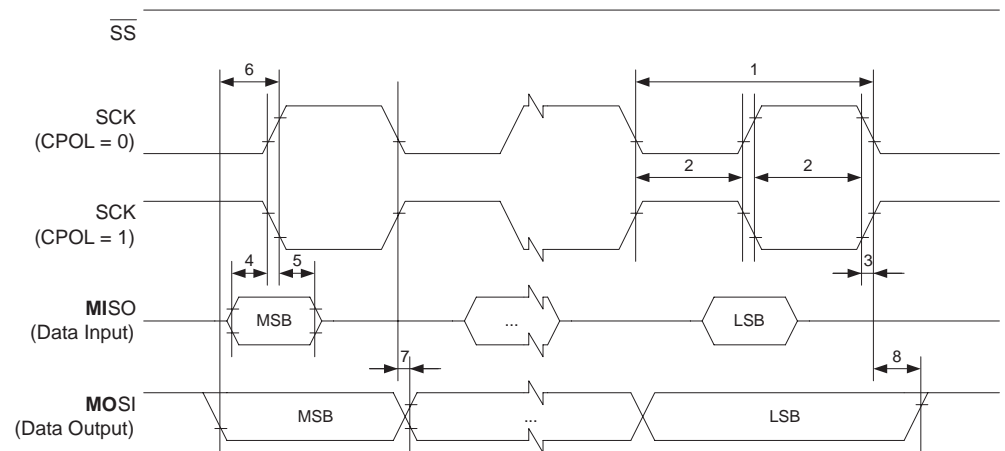 SS
6
1
SCK
(CPOL = 0)
2
2
SCK
(CPOL = 1)
4
5
3
MISO
(Data Input)
MSB
...
LSB
7
8
MOSI
(Data Output)
MSB
...
LSB